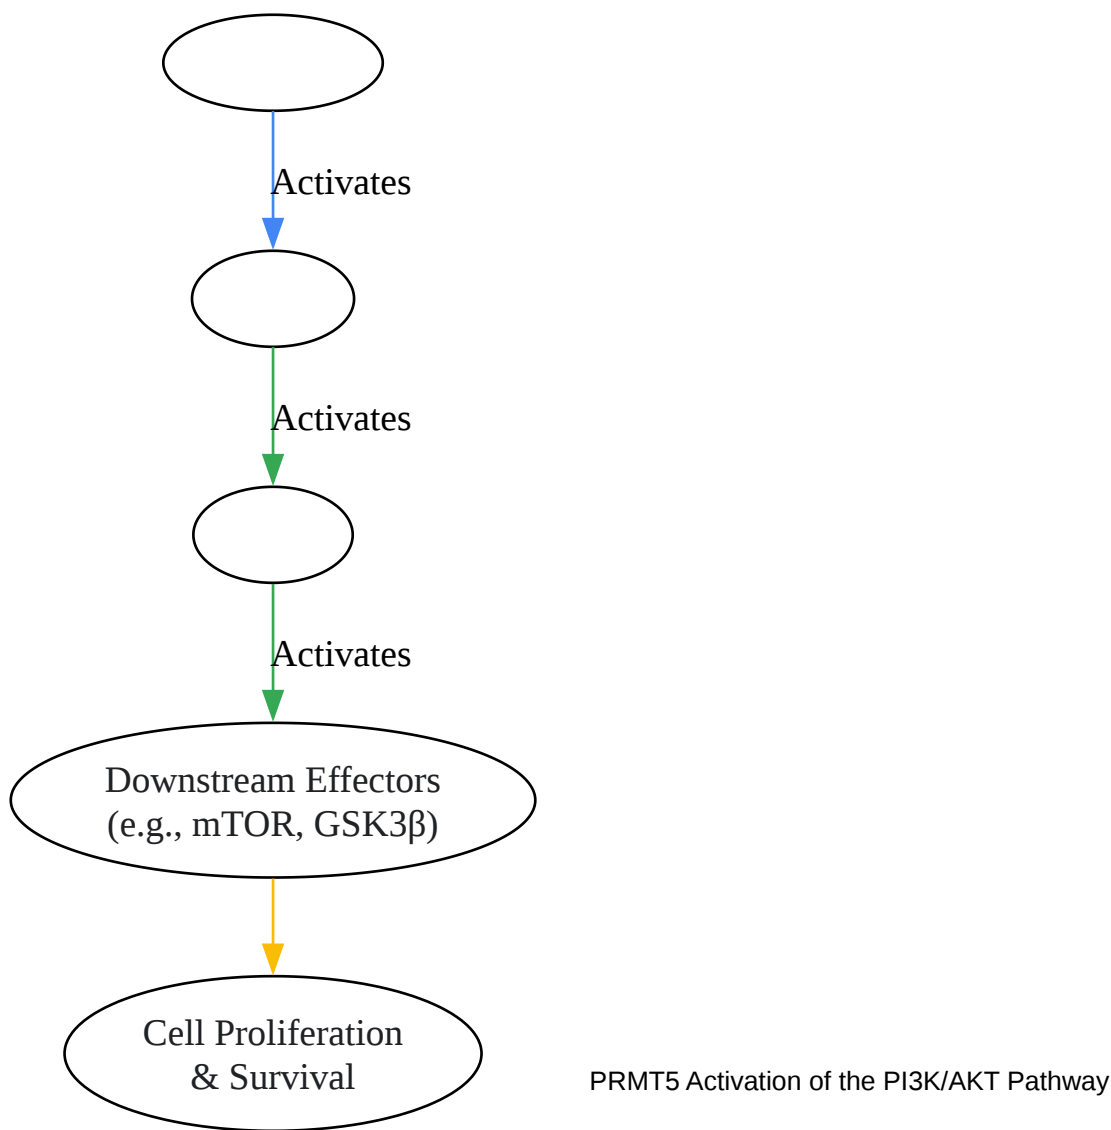 Activates
Activates
Activates
Downstream Effectors
(e.g., mTOR, GSK3β)
Cell Proliferation
& Survival
PRMT5 Activation of the PI3K/AKT Pathway